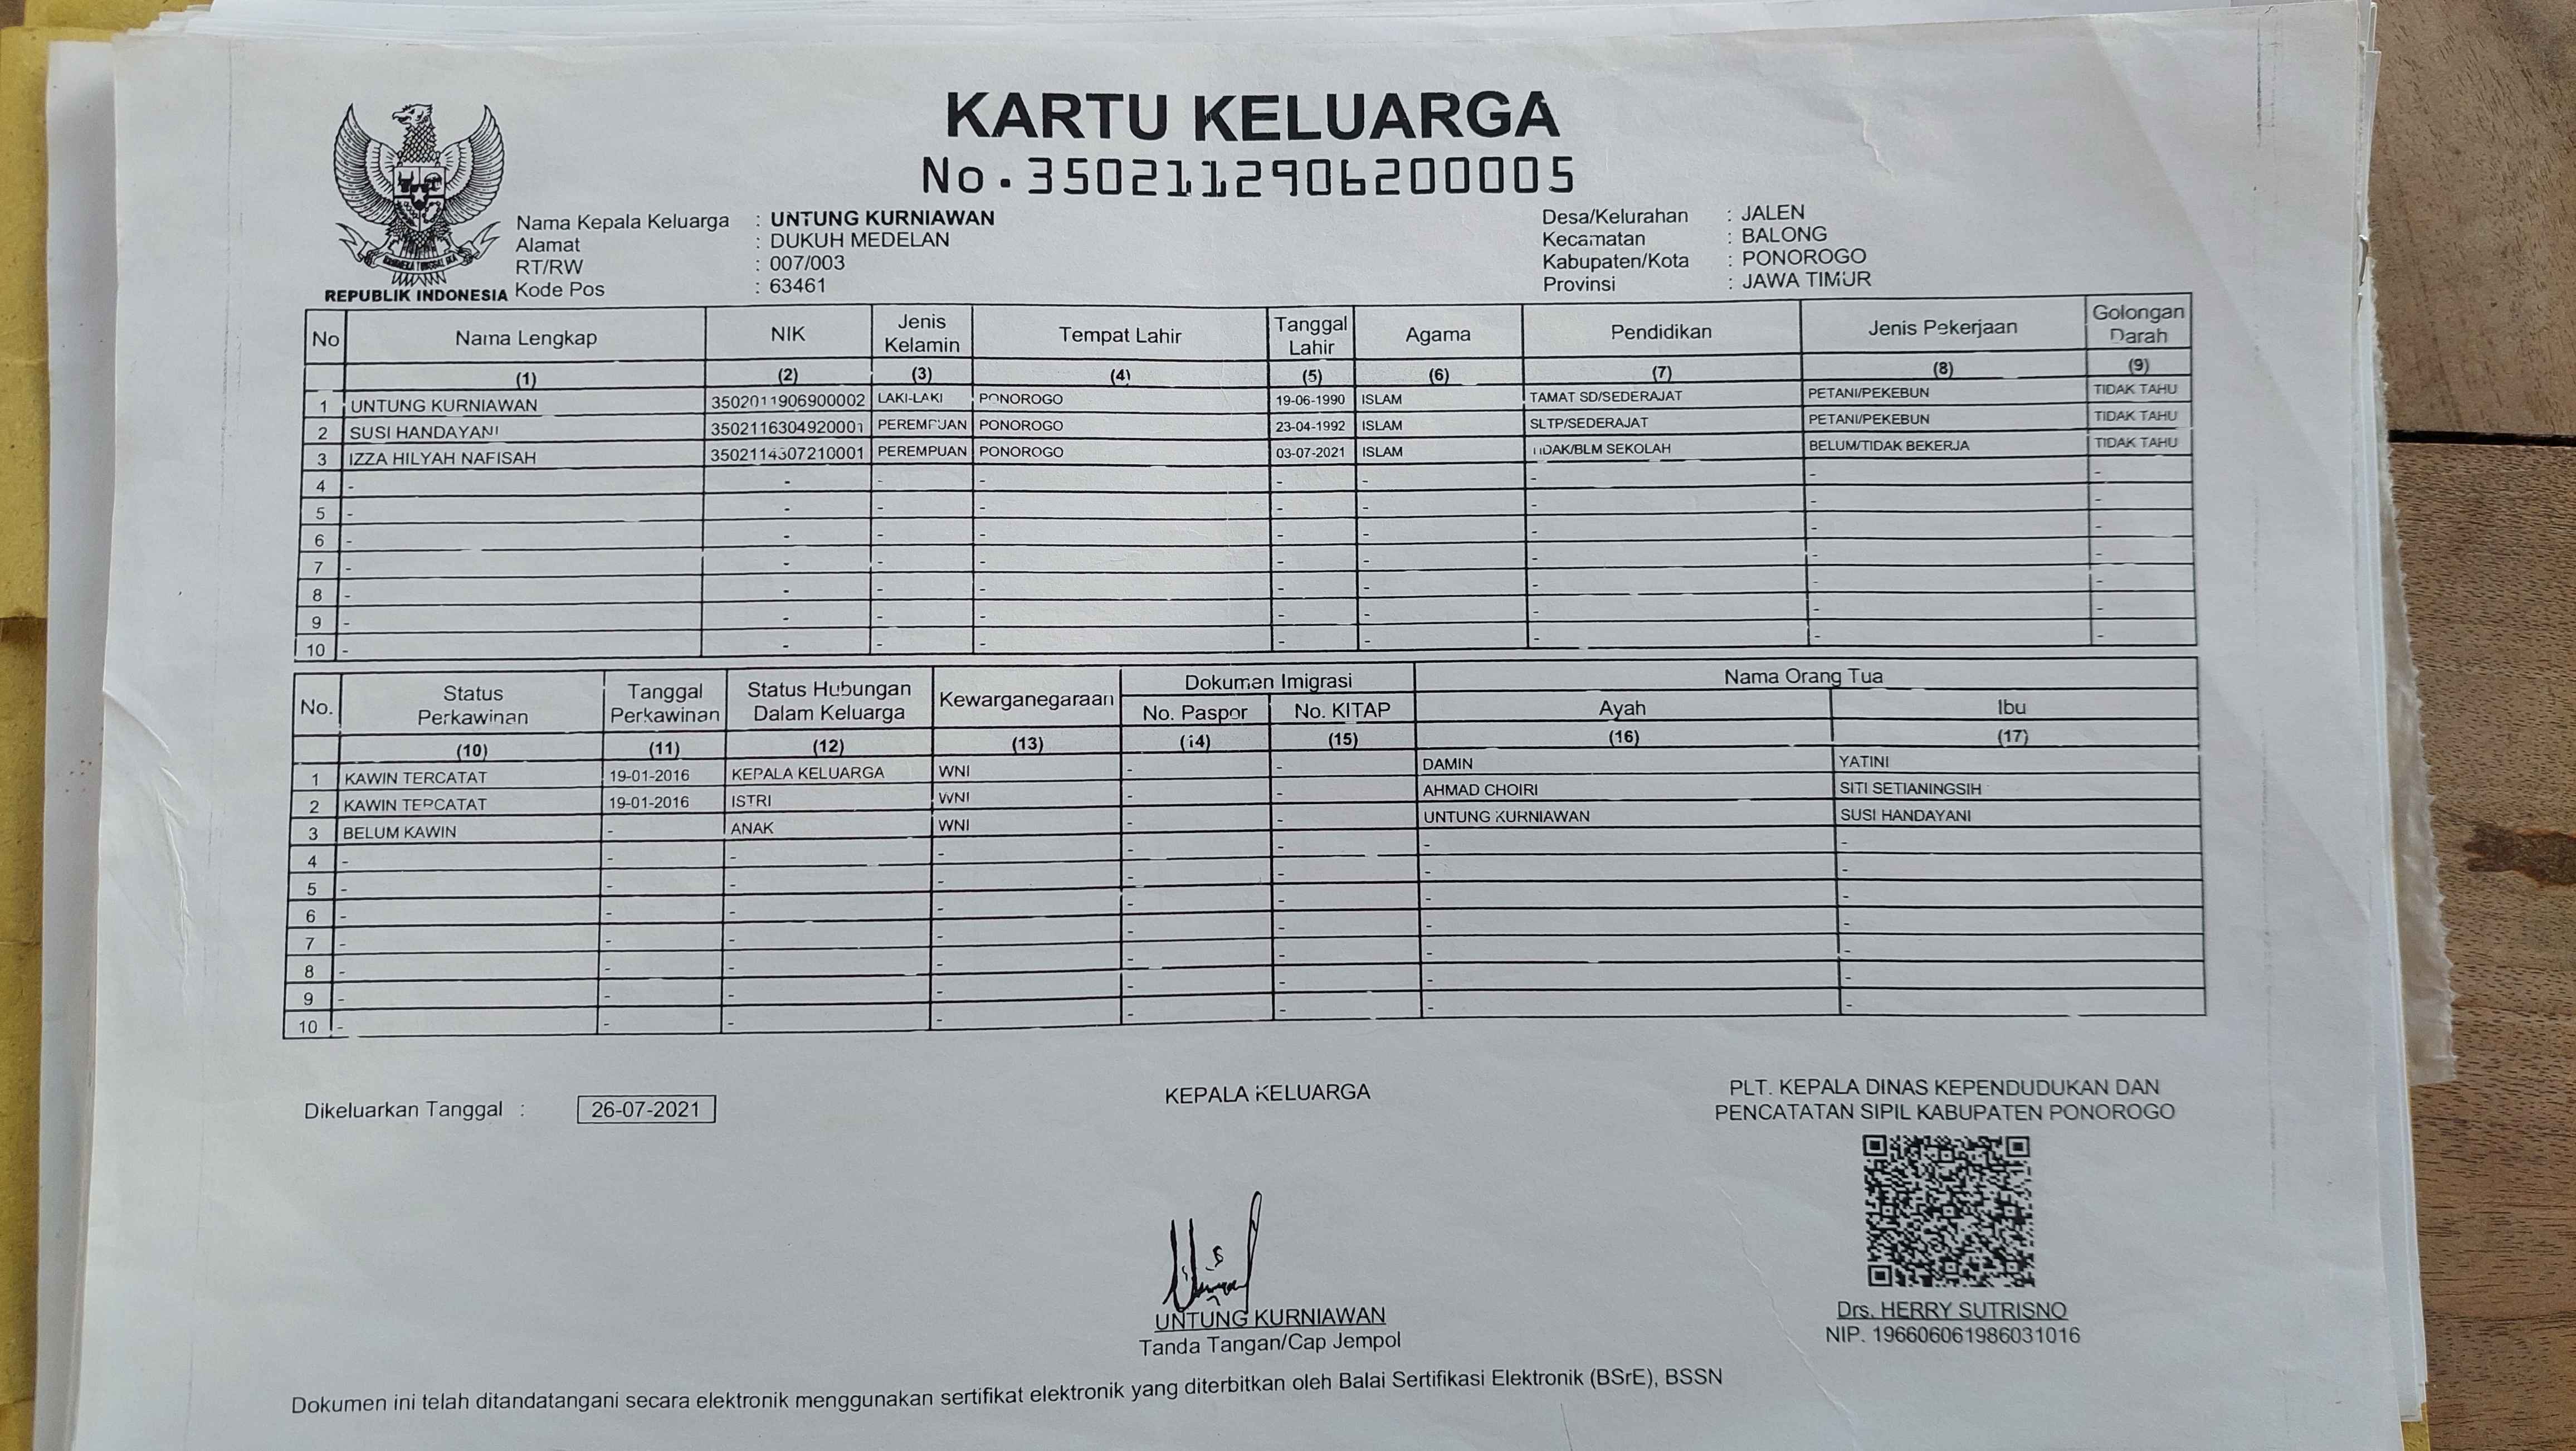 KARTU KELUARGA
No.3502112906200005
REPUBLIK INDONESIA
Nama Kepala Keluarga : UNTUNG KURNIAWAN
Alamat : DUKUH MEDELAN
RT/RW : 007/003
Kode Pos : 63461
Desa/Kelurahan : JALEN
Kecamatan : BALONG
Kabupaten/Kota : PONOROGO
Provinsi : JAWA TIMUR
No Nama Lengkap NIK Jenis Kelamin Tempat Lahir Tanggal Lahir Agama Pendidikan Jenis Pekerjaan Golongan Darah
(1) (2) (3) (4) (5) (6) (7) (8) (9)
1 UNTUNG KURNIAWAN 3502011906900002 LAKI-LAKI PONOROGO 19-06-1990 ISLAM TAMAT SD/SEDERAJAT PETANI/PEKEBUN TIDAK TAHU
2 SUSI HANDAYANI 3502116304920001 PEREMPUAN PONOROGO 23-04-1992 ISLAM SLTP/SEDERAJAT PETANI/PEKEBUN TIDAK TAHU
3 IZZA HILYAH NAFISAH 3502114307210001 PEREMPUAN PONOROGO 03-07-2021 ISLAM TIDAK/BLM SEKOLAH BELUM/TIDAK BEKERJA TIDAK TAHU
4 - - - - - - - - -
5 - - - - - - - - -
6 - - - - - - - - -
7 - - - - - - - - -
8 - - - - - - - - -
9 - - - - - - - - -
10 - - - - - - - - -
No. Status Perkawinan Tanggal Perkawinan Status Hubungan Dalam Keluarga Kewarganegaraan Dokumen Imigrasi Nama Orang Tua
No. Paspor No. KITAP Ayah Ibu
(10) (11) (12) (13) (14) (15) (16) (17)
1 KAWIN TERCATAT 19-01-2016 KEPALA KELUARGA WNI - - DAMIN YATINI
2 KAWIN TERCATAT 19-01-2016 ISTRI WNI - - AHMAD CHOIRI SITI SETIANINGSIH
3 BELUM KAWIN - ANAK WNI - - UNTUNG KURNIAWAN SUSI HANDAYANI
4 - - - - - - - -
5 - - - - - - - -
6 - - - - - - - -
7 - - - - - - - -
8 - - - - - - - -
9 - - - - - - - -
10 - - - - - - - -
Dikeluarkan Tanggal : 26-07-2021
KEPALA KELUARGA
UNTUNG KURNIAWAN
Tanda Tangan/Cap Jempol
PLT. KEPALA DINAS KEPENDUDUKAN DAN
PENCATATAN SIPIL KABUPATEN PONOROGO
Drs. HERRY SUTRISNO
NIP. 196606061986031016
Dokumen ini telah ditandatangani secara elektronik menggunakan sertifikat elektronik yang diterbitkan oleh Balai Sertifikasi Elektronik (BSrE), BSSN